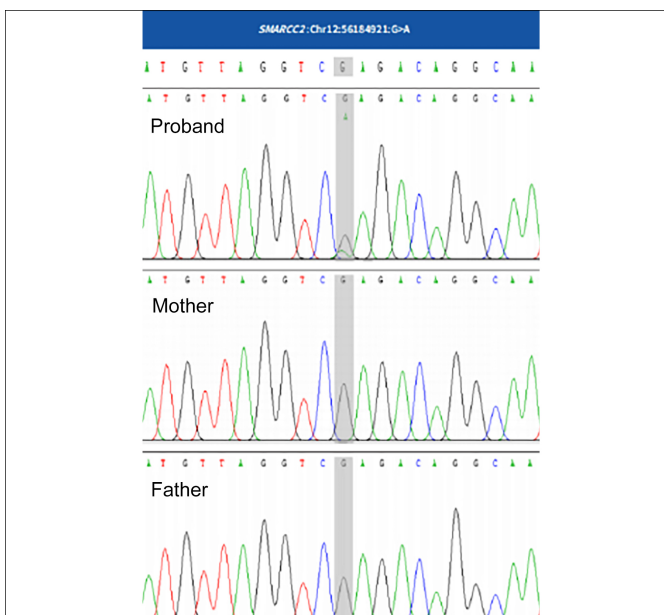 SMARCC2:Chr12:56184921:G>A
A T G T T A G G T C G A G A C A G G C A A
A T G T T A G G T C G A G A C A G G C A A
A
Proband
A T G T T A G G T C G A G A C A G G C A A
Mother
A T G T T A G G T C G A G A C A G G C A A
Father